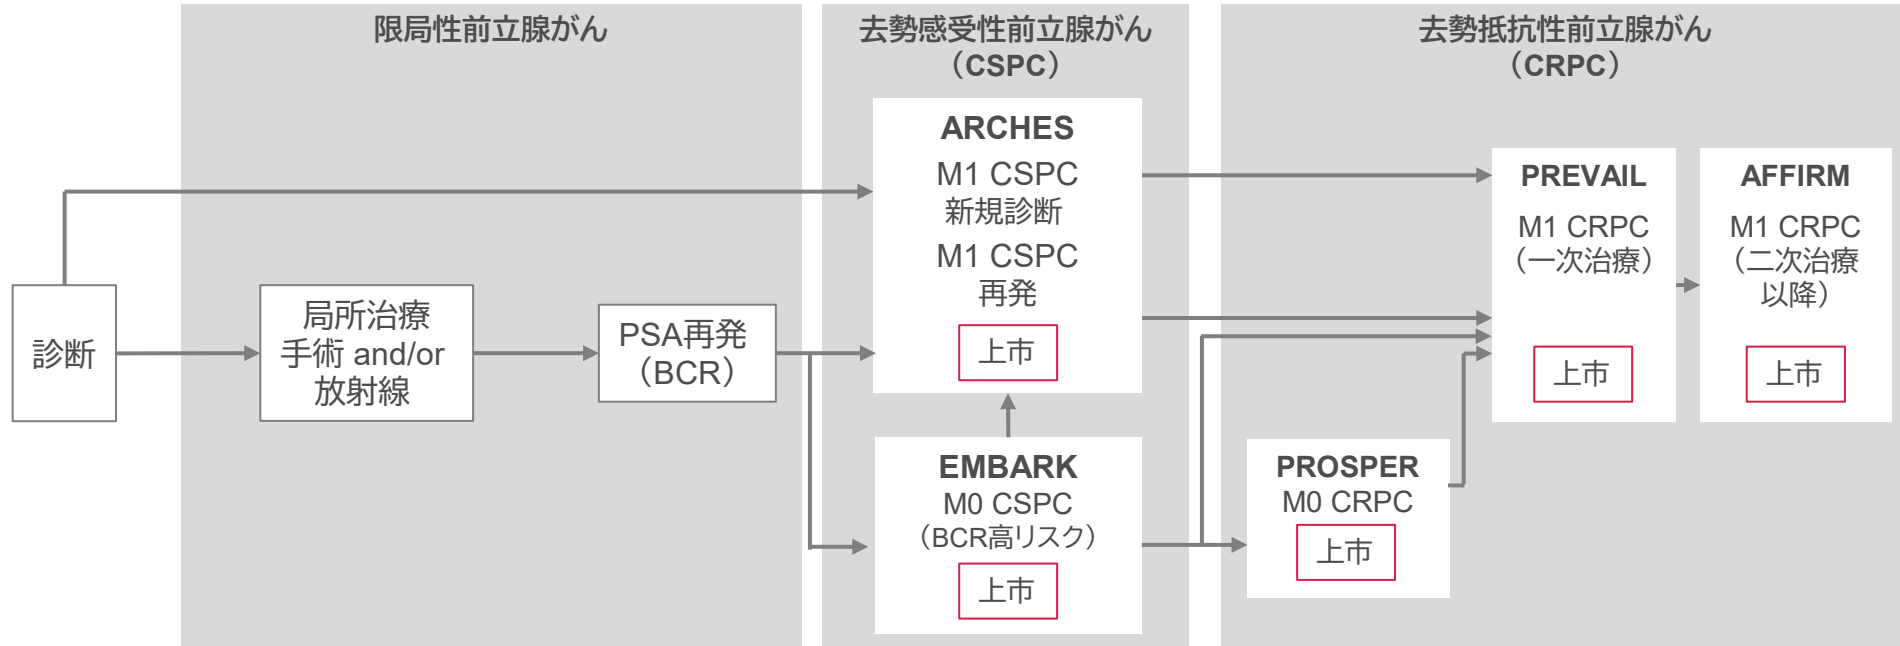 限局性前立腺がん
去勢感受性前立腺がん
（CSPC）
去勢抵抗性前立腺がん
（CRPC）
診断
局所治療
手術 and/or
放射線
PSA再発
（BCR）
ARCHES
M1 CSPC
新規診断
M1 CSPC
再発
上市
EMBARK
M0 CSPC
（BCR高リスク）
上市
PROSPER
M0 CRPC
上市
PREVAIL
M1 CRPC
（一次治療）
上市
AFFIRM
M1 CRPC
（二次治療
以降）
上市